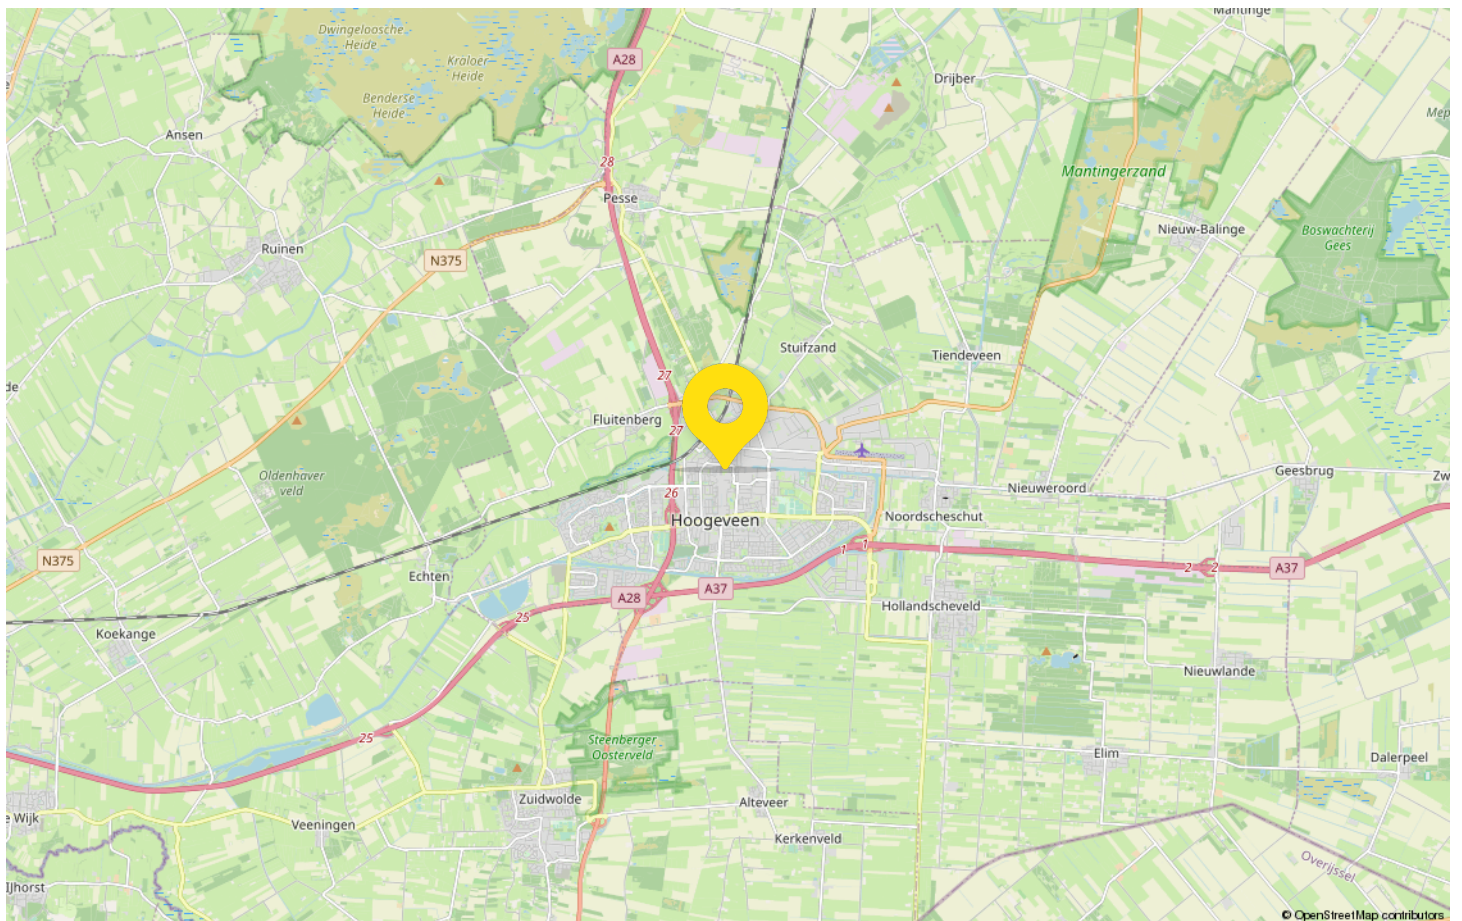 Mantinge
Dwingeloosche
Heide
A28
Kraloer
Heide
Drijber
Benderse
Heide
Ansen
28
Mantingerzand
Pesse
Nieuw-Balinge
Boswachterij
Gees
Ruinen
N375
Stuifzand
Tiendeveen
27
Fluitenberg
27
Oldenhaver
veld
Geesbrug
Nieuweroord
26
Hoogeveen
Noordscheschut
1
1
N375
2
2
A37
Echten
A37
A28
Hollandscheveld
25
Koekange
Nieuwlande
25
Steenberger
Oosterveld
Elim
Dalerpeel
Zuidwolde
Alteveer
e Wijk
Veeningen
Kerkenveld
Overijssel
IJhorst
© OpenStreetMap contributors